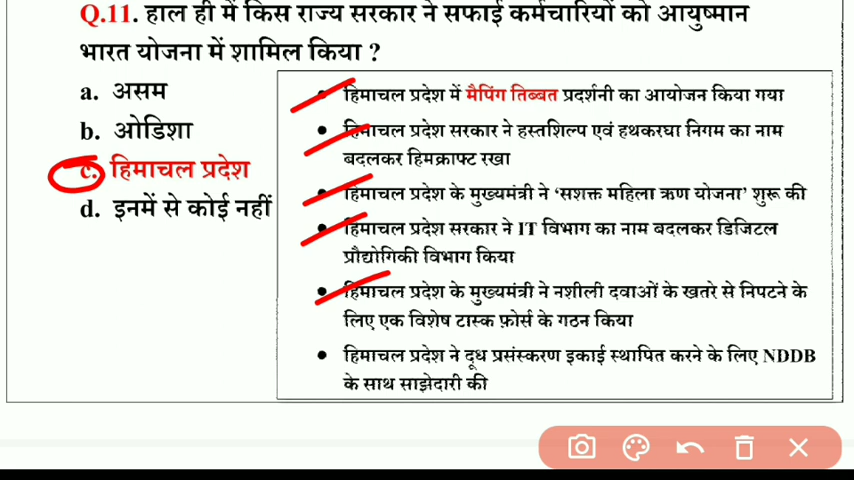 Q.11. हाल ही में किस राज्य सरकार ने सफाई कर्मचारियों को आयुष्मान
भारत योजना में शामिल किया ?
a. असम
b. ओडिशा
c. हिमाचल प्रदेश
d. इनमें से कोई नहीं
• हिमाचल प्रदेश में मैपिंग तिब्बत प्रदर्शनी का आयोजन किया गया
• हिमाचल प्रदेश सरकार ने हस्तशिल्प एवं हथकरघा निगम का नाम
बदलकर हिमक्राफ्ट रखा
• हिमाचल प्रदेश के मुख्यमंत्री ने ‘सशक्त महिला ऋण योजना’ शुरू की
• हिमाचल प्रदेश सरकार ने IT विभाग का नाम बदलकर डिजिटल
प्रौद्योगिकी विभाग किया
• हिमाचल प्रदेश के मुख्यमंत्री ने नशीली दवाओं के खतरे से निपटने के
लिए एक विशेष टास्क फ़ोर्स के गठन किया
• हिमाचल प्रदेश ने दूध प्रसंस्करण इकाई स्थापित करने के लिए NDDB
के साथ साझेदारी की